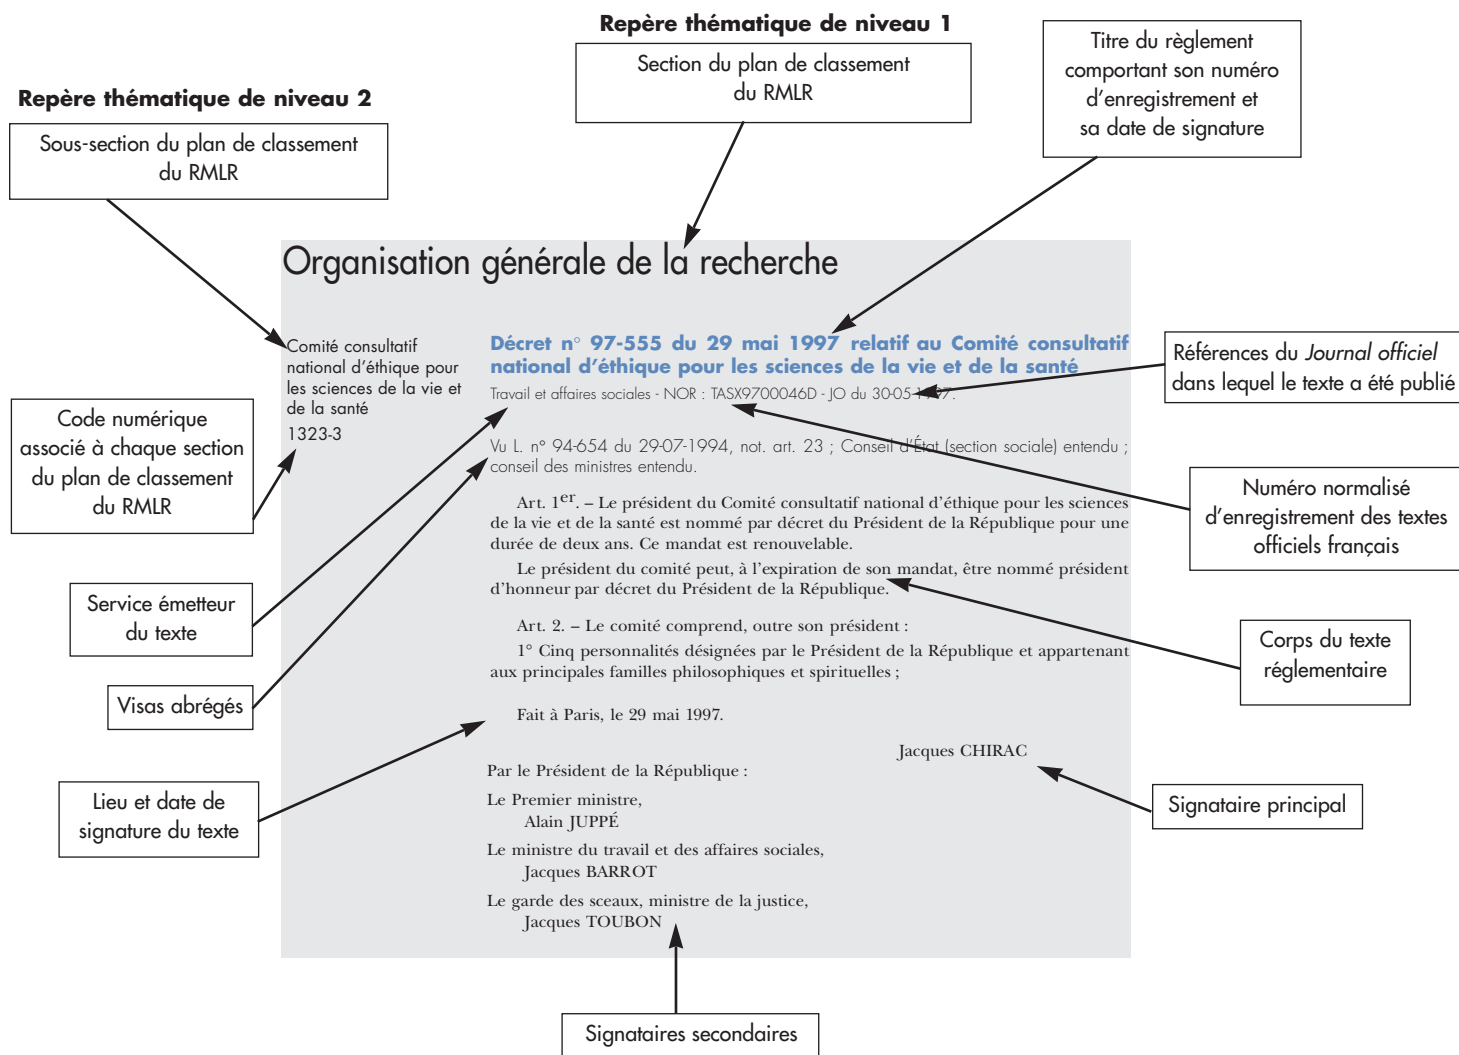 Repère thématique de niveau 1
Section du plan de classement
du RMLR
Titre du règlement
comportant son numéro
d'enregistrement et
sa date de signature
Repère thématique de niveau 2
Sous-section du plan de classement
du RMLR
Organisation générale de la recherche
Comité consultatif
national d'éthique pour
les sciences de la vie et
de la santé
1323-3
Décret n° 97-555 du 29 mai 1997 relatif au Comité consultatif
national d'éthique pour les sciences de la vie et de la santé
Travail et affaires sociales - NOR : TASX9700046D - JO du 30-05-1997.
Références du Journal officiel
dans lequel le texte a été publié
Code numérique
associé à chaque section
du plan de classement
du RMLR
Vu L. nº 94-654 du 29-07-1994, not. art. 23 ; Conseil d'État (section sociale) entendu ;
conseil des ministres entendu.
Numéro normalisé
d'enregistrement des textes
officiels français
Art. 1er. – Le président du Comité consultatif national d'éthique pour les sciences
de la vie et de la santé est nommé par décret du Président de la République pour une
durée de deux ans. Ce mandat est renouvelable.
Le président du comité peut, à l'expiration de son mandat, être nommé président
d'honneur par décret du Président de la République.
Service émetteur
du texte
Art. 2. – Le comité comprend, outre son président :
1° Cinq personnalités désignées par le Président de la République et appartenant
aux principales familles philosophiques et spirituelles ;
Corps du texte
réglementaire
Visas abrégés
Fait à Paris, le 29 mai 1997.
Jacques CHIRAC
Par le Président de la République :
Le Premier ministre,
Alain JUPPÉ
Lieu et date de
signature du texte
Signataire principal
Le ministre du travail et des affaires sociales,
Jacques BARROT
Le garde des sceaux, ministre de la justice,
Jacques TOUBON
Signataires secondaires